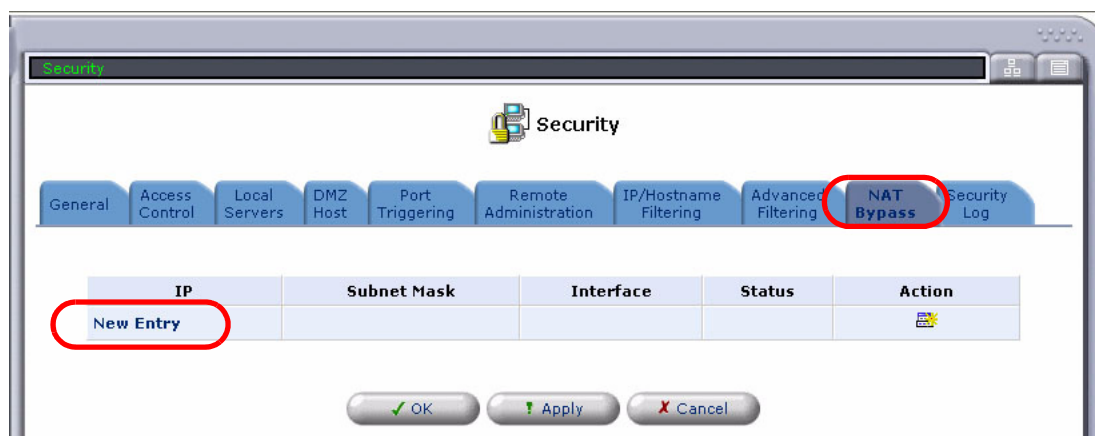 Security
Security
General
Access Control
Local Servers
DMZ Host
Port Triggering
Remote Administration
IP/Hostname Filtering
Advanced Filtering
NAT Bypass
Security Log
IP Subnet Mask Interface Status Action
New Entry
OK Apply Cancel